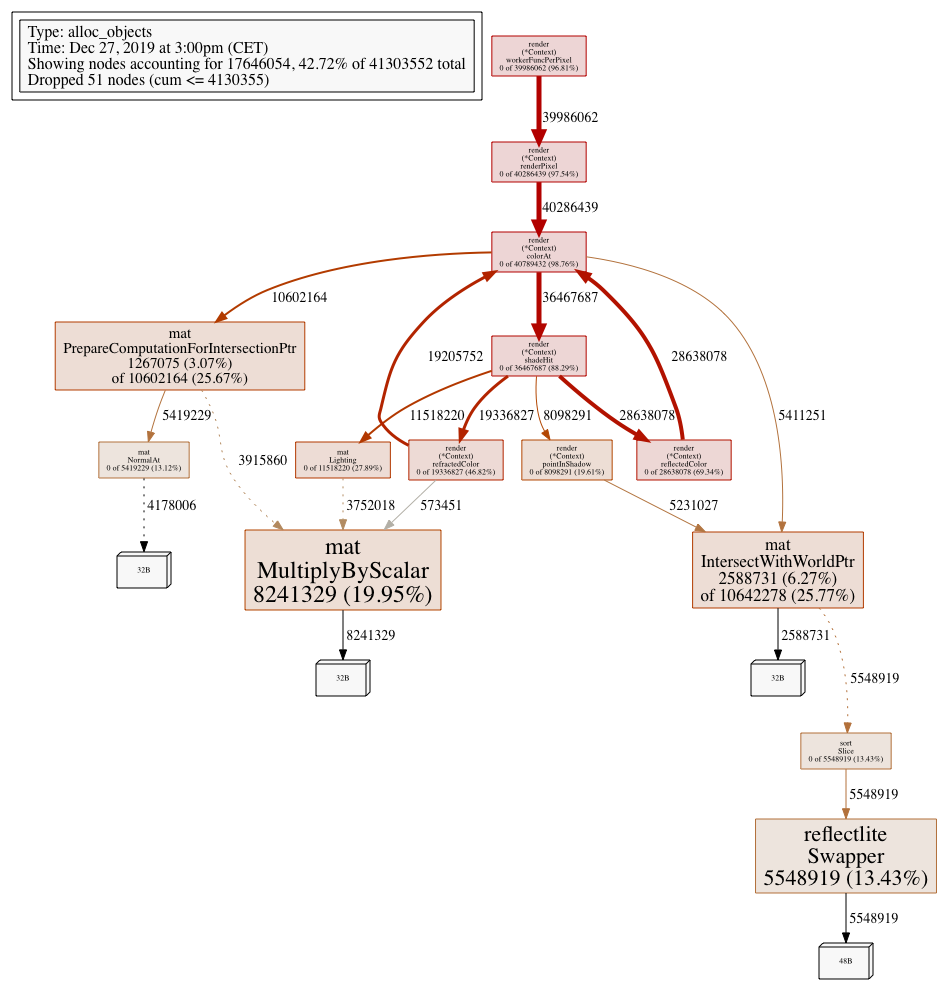 Type: alloc_objects
Time: Dec 27, 2019 at 3:00pm (CET)
Showing nodes accounting for 17646054, 42.72% of 41303552 total
Dropped 51 nodes (cum <= 4130355)
render
(*Context)
workerFuncPerPixel
0 of 39986062 (96.81%)
39986062
render
(*Context)
renderPixel
0 of 40286439 (97.54%)
40286439
render
(*Context)
colorAt
0 of 40789432 (98.76%)
10602164
36467687
mat
PrepareComputationForIntersectionPtr
1267075 (3.07%)
of 10602164 (25.67%)
19205752
render
(*Context)
shadeHit
0 of 36467687 (88.29%)
28638078
5419229
11518220
19336827
8098291
28638078
5411251
mat
NormalAt
0 of 5419229 (13.12%)
3915860
mat
Lighting
0 of 11518220 (27.89%)
render
(*Context)
refractedColor
0 of 19336827 (46.82%)
render
(*Context)
pointInShadow
0 of 8098291 (19.61%)
render
(*Context)
reflectedColor
0 of 28638078 (69.34%)
4178006
3752018
573451
5231027
32B
mat
MultiplyByScalar
8241329 (19.95%)
mat
IntersectWithWorldPtr
2588731 (6.27%)
of 10642278 (25.77%)
8241329
2588731
32B
32B
5548919
sort
Slice
0 of 5548919 (13.43%)
5548919
reflectlite
Swapper
5548919 (13.43%)
5548919
48B